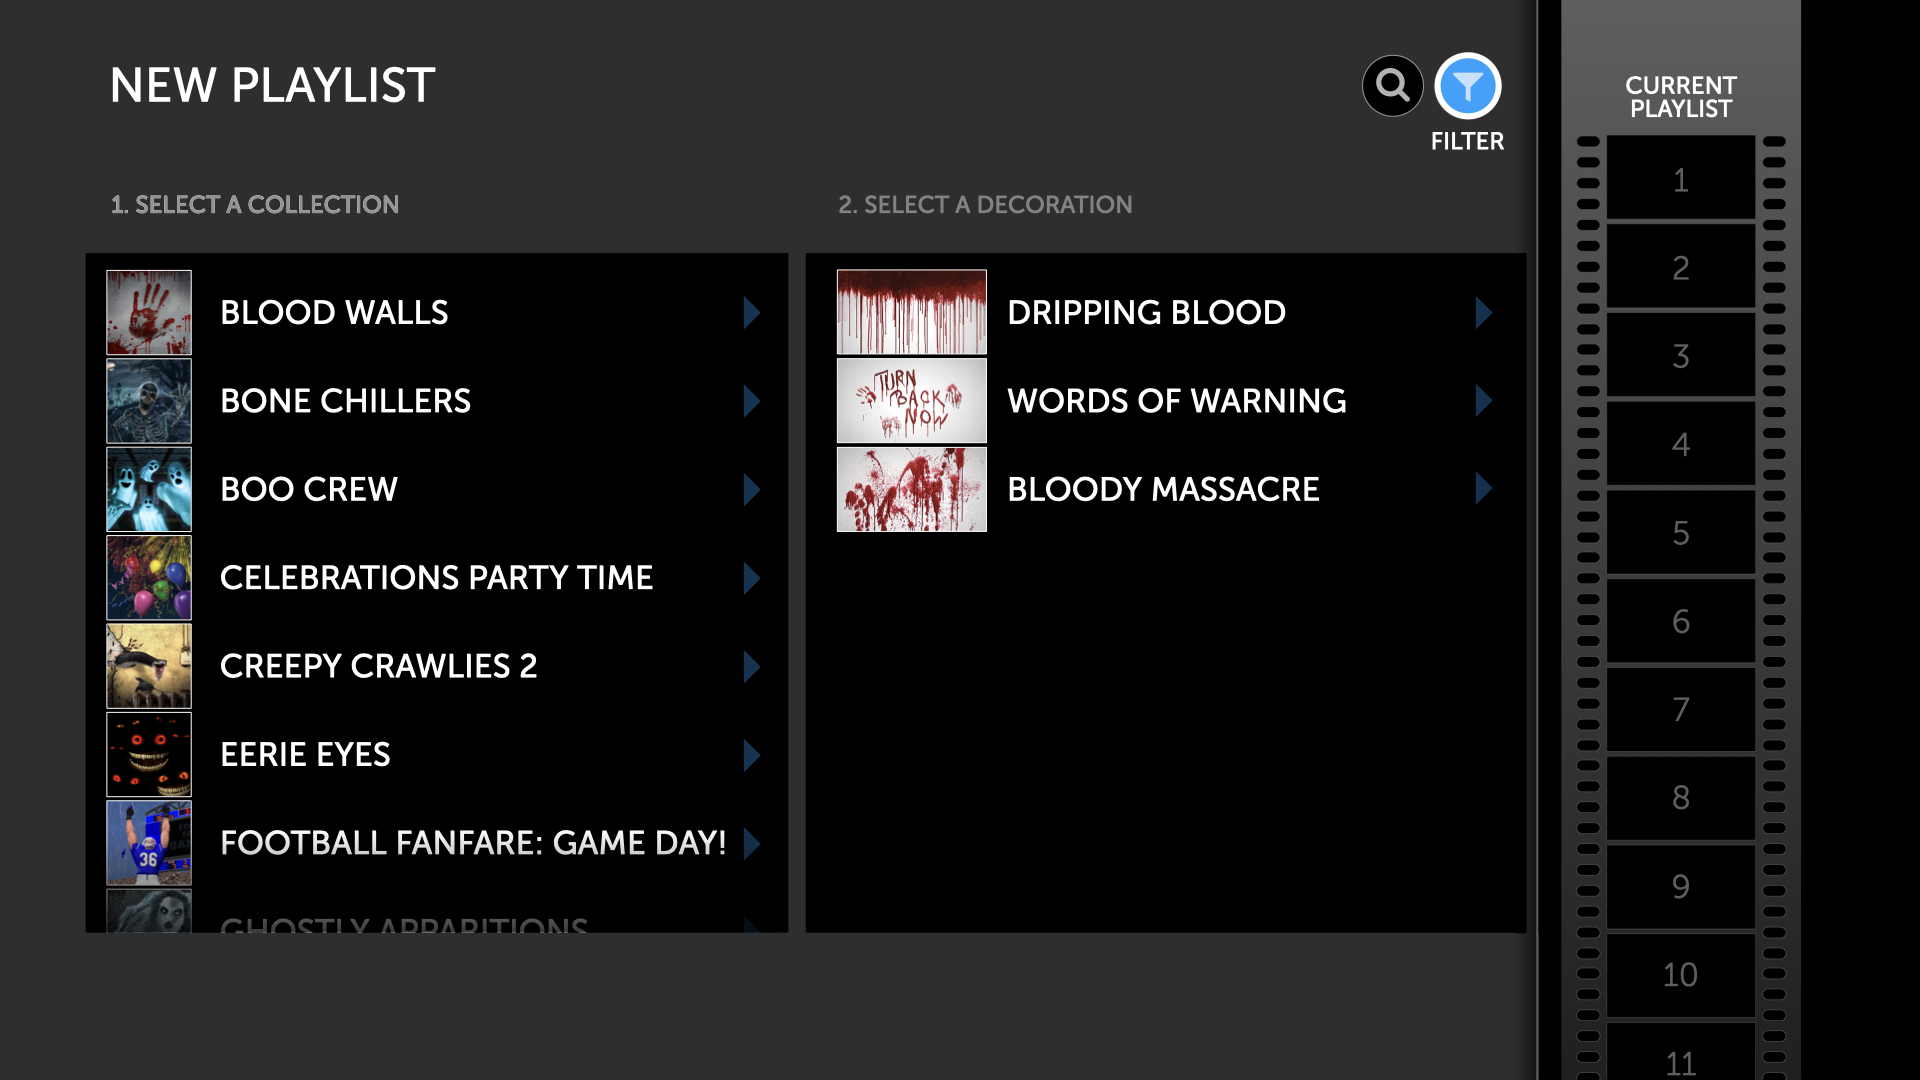 NEW PLAYLIST
FILTER
CURRENT
PLAYLIST
1. SELECT A COLLECTION
2. SELECT A DECORATION
BLOOD WALLS
BONE CHILLERS
BOO CREW
CELEBRATIONS PARTY TIME
CREEPY CRAWLIES 2
EERIE EYES
36
FOOTBALL FANFARE: GAME DAY!
GHOSTLY APPARITIONS
DRIPPING BLOOD
TURN
BACK
NOW
WORDS OF WARNING
BLOODY MASSACRE
1
2
3
4
5
6
7
8
9
10
11